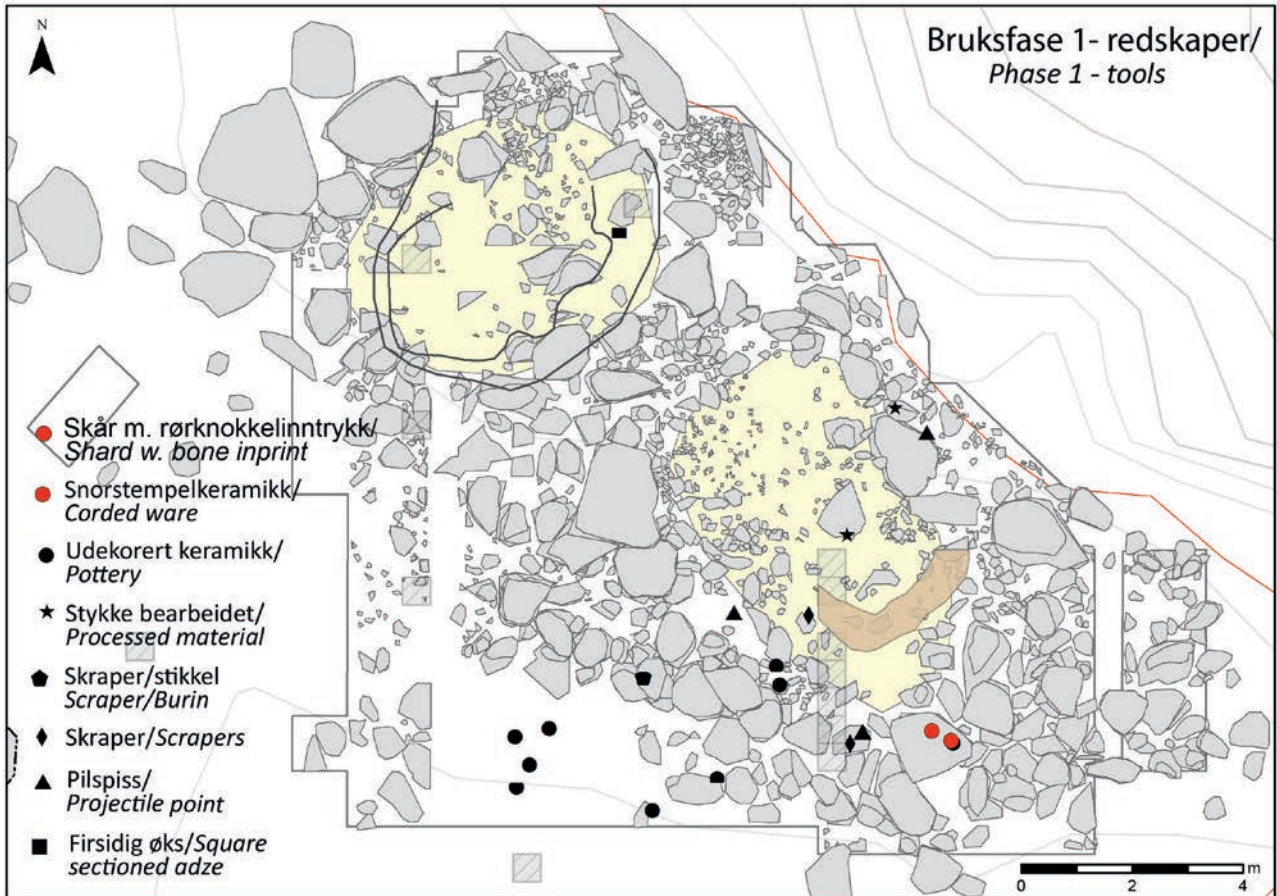 N
Bruksfase 1- redskaper/
Phase 1 - tools
Skår m. rørknokkelinntrykk/
Shard w. bone inprint
Snorstempelkeramikk/
Corded ware
Udekorert keramikk/
Pottery
Stykke bearbeidet/
Processed material
Skraper/stikkel
Scraper/Burin
Skraper/Scrapers
Pilspiss/
Projectile point
Firsidig øks/Square
sectioned adze
m
0 2 4